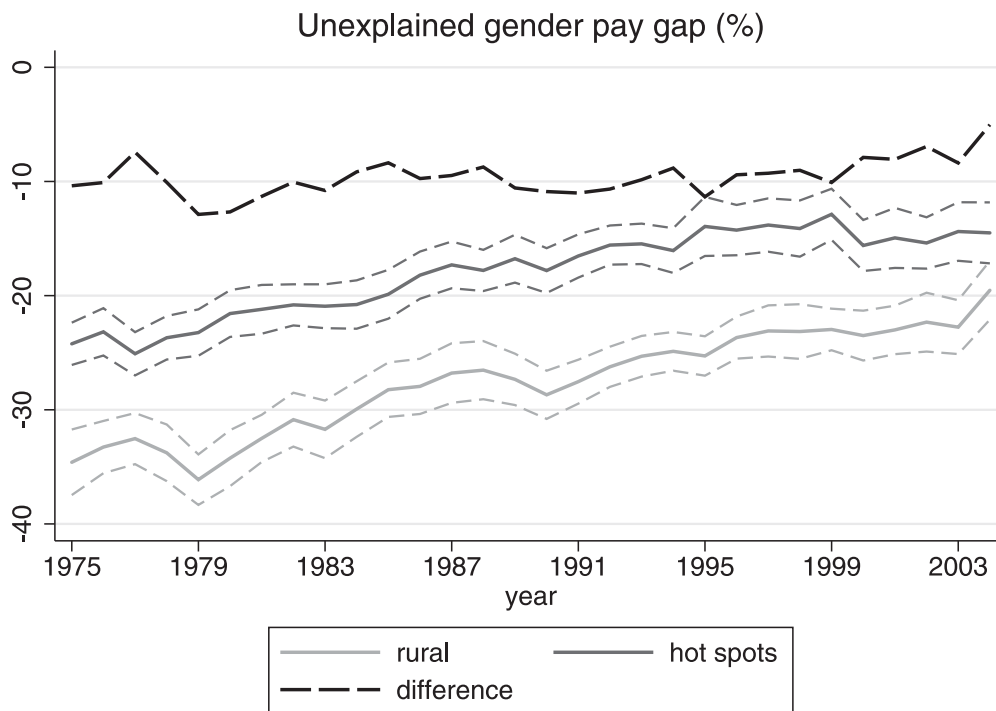 Unexplained gender pay gap (%)
0
-10
-20
-30
-40
1975 1979 1983 1987 1991 1995 1999 2003
year
rural hot spots
difference